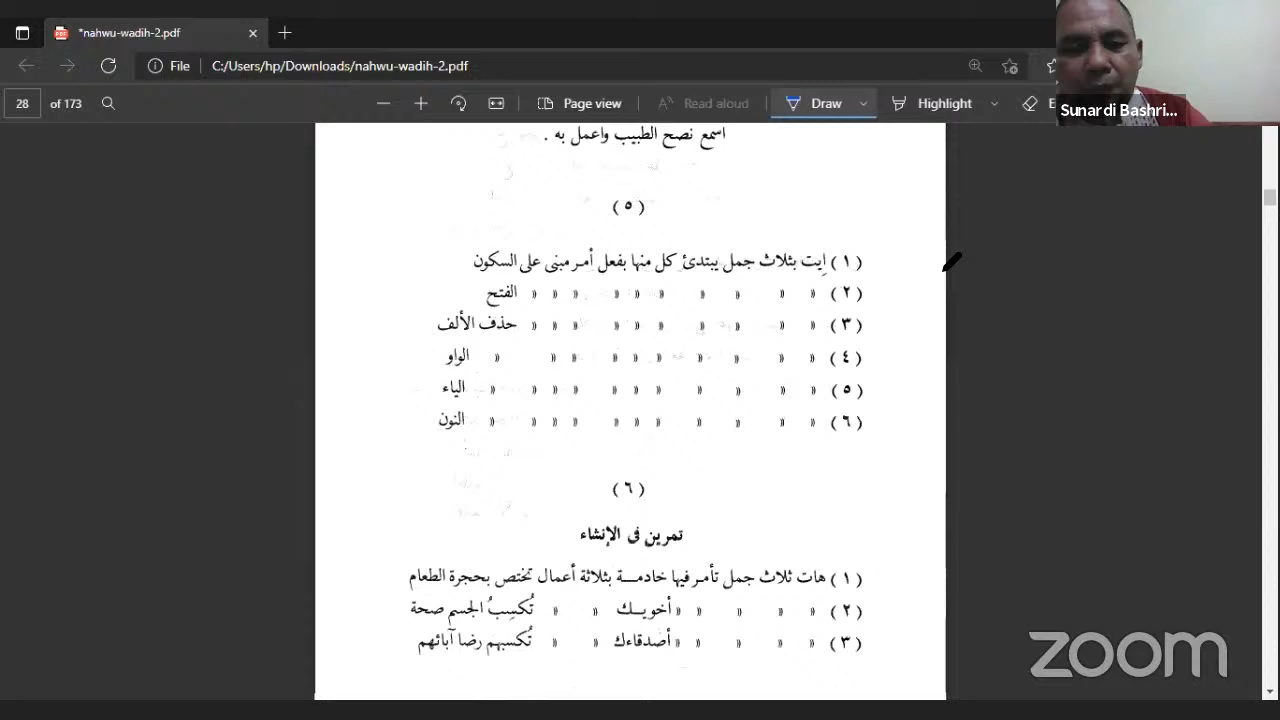 *nahwu-wadih-2.pdf
File C:/Users/hp/Downloads/nahwu-wadih-2.pdf
28 of 173 Page view Read aloud Draw Highlight
Sunardi Bashri...
اسمع نصح الطبيب واعمل به .
( ٥ )
( ١ ) إيت بثلاث جمل يبتدئ كل منها بفعل أمر مبنى على السكون
( ٢ ) » » » » » » » » » » الفتح
( ٣ ) » » » » » » » » » » حذف الألف
( ٤ ) » » » » » » » » » » الواو
( ٥ ) » » » » » » » » » » » الياء
( ٦ ) » » » » » » » » » » » النون
( ٦ )
تمرين فى الإنشاء
( ١ ) هات ثلاث جمل تأمر فيها خادمـــة بثلاثة أعمال تختص بحجرة الطعام
( ٢ ) » » » » » أخويــك » » تُكسِبُ الجسم صحة
( ٣ ) » » » » » أصدقاءك » » تُكسبهم رضا آبائهم
zoom